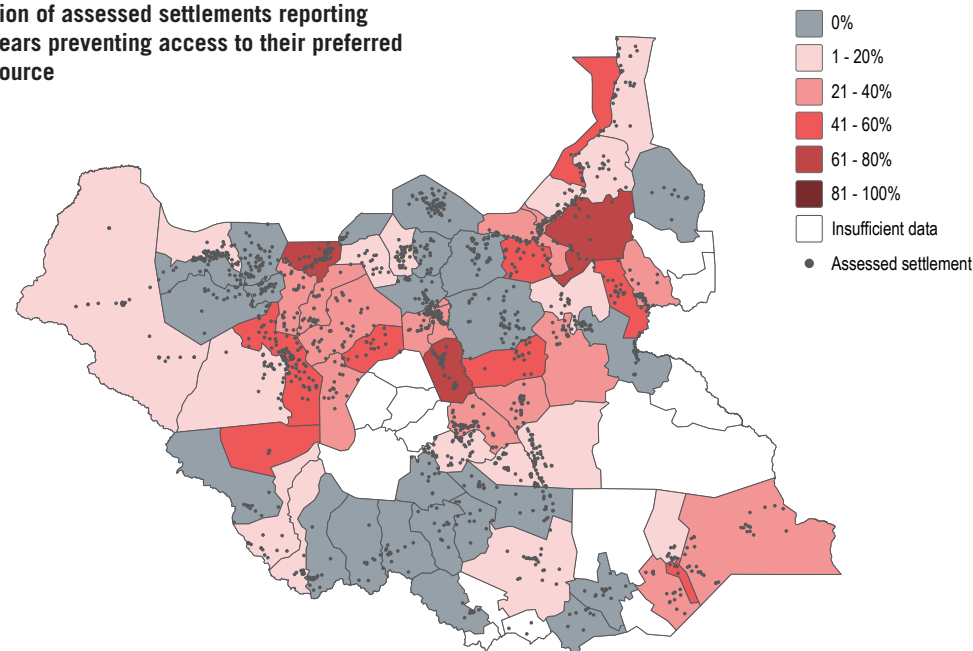 ion of assessed settlements reporting
ears preventing access to their preferred
ource
0%
1 - 20%
21 - 40%
41 - 60%
61 - 80%
81 - 100%
Insufficient data
Assessed settlement